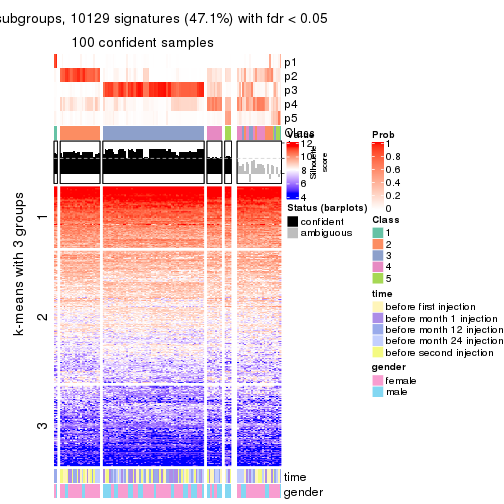 subgroups, 10129 signatures (47.1%) with fdr < 0.05
100 confident samples
p1
p2
p3
p4
p5
Class
value
12
10
8
6
4
Silhouette
score
Prob
1
0.8
0.6
0.4
0.2
0
Status (barplots)
confident
ambiguous
Class
1
2
3
4
5
time
before first injection
before month 1 injection
before month 12 injection
before month 24 injection
before second injection
gender
female
male
k-means with 3 groups
1
2
3
time
gender